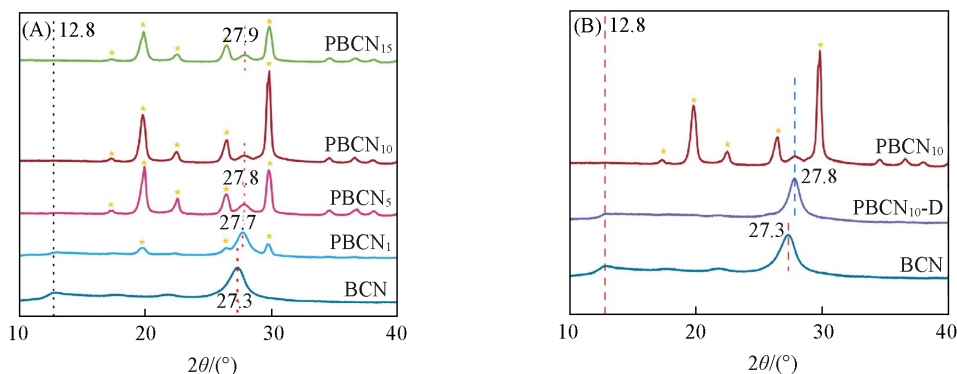 (A) 12.8
27.9
PBCN₁₅
PBCN₁₀
27.8
PBCN₅
27.7
PBCN₁
BCN
27.3
10 20 30 40
2θ/(°)
(B) 12.8
PBCN₁₀
27.8
PBCN₁₀-D
27.3
BCN
10 20 30 40
2θ/(°)